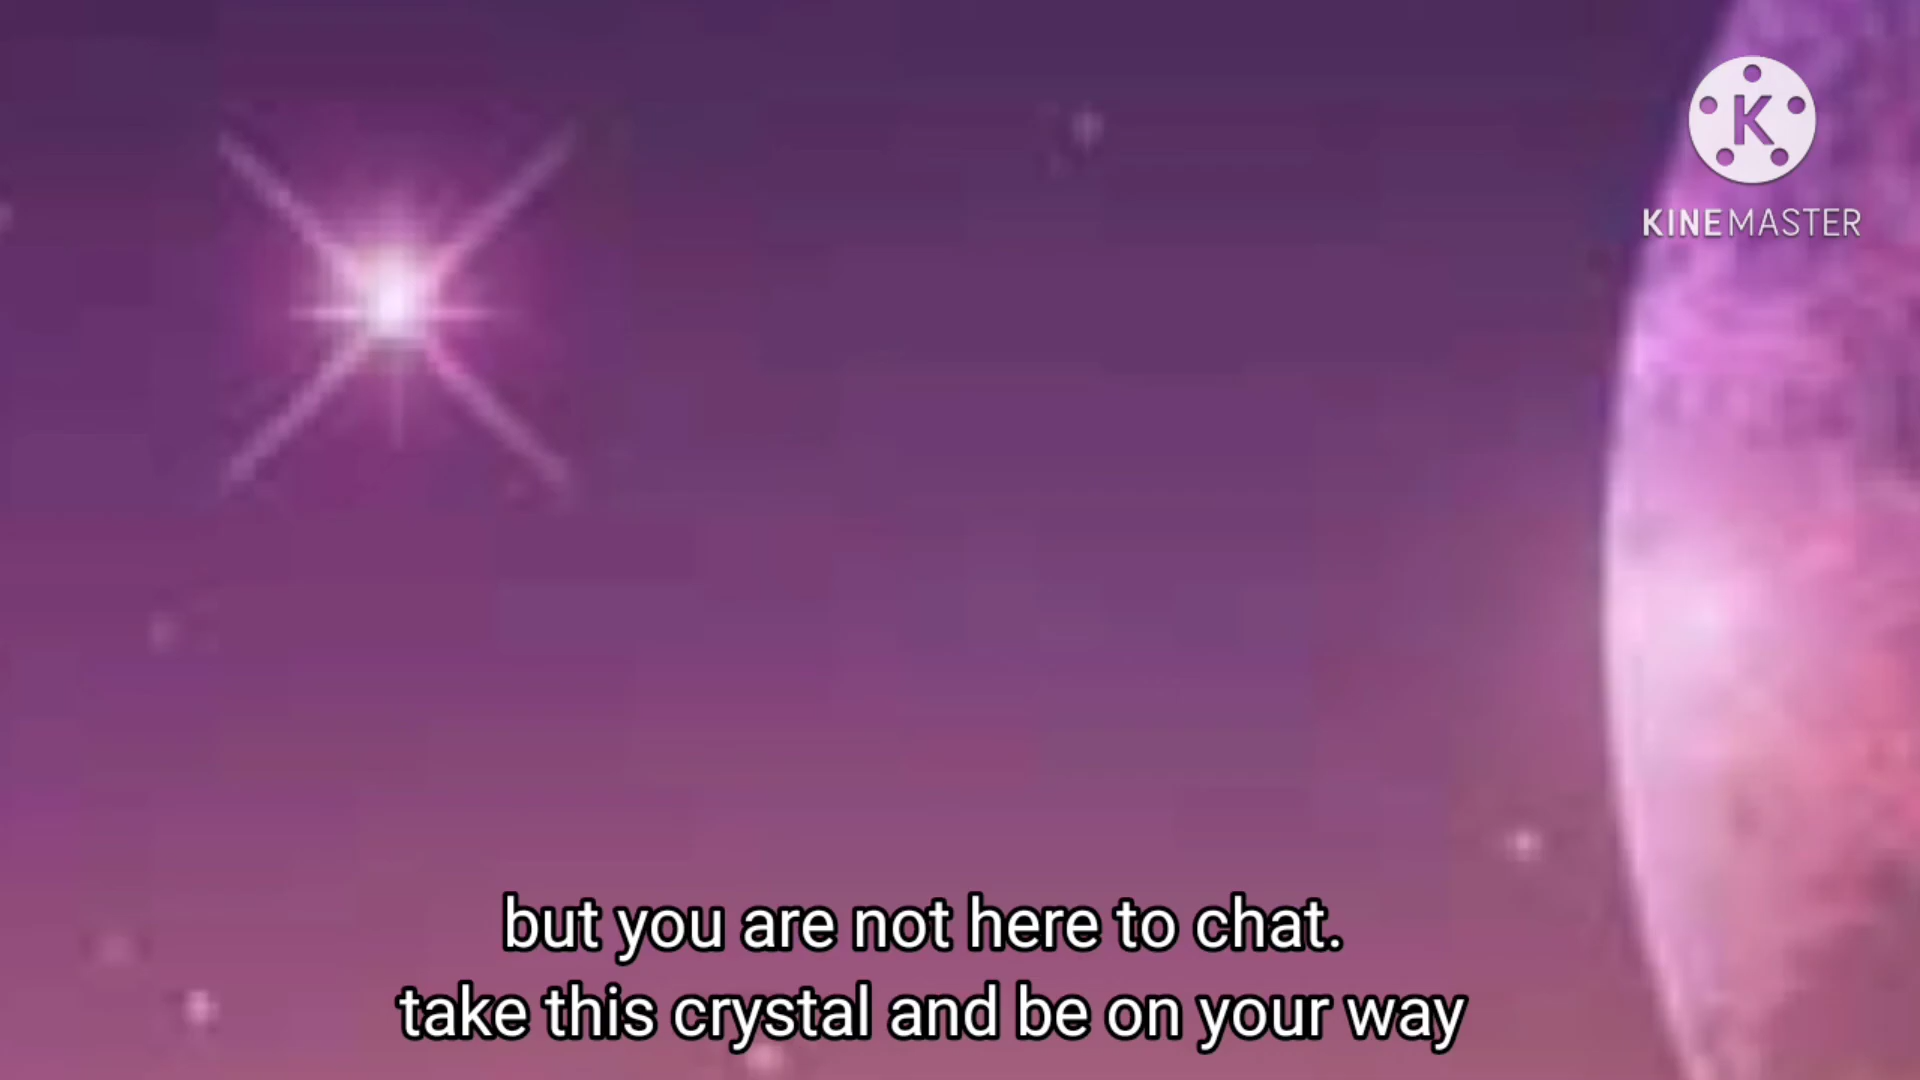 K
KINEMASTER
but you are not here to chat.
take this crystal and be on your way